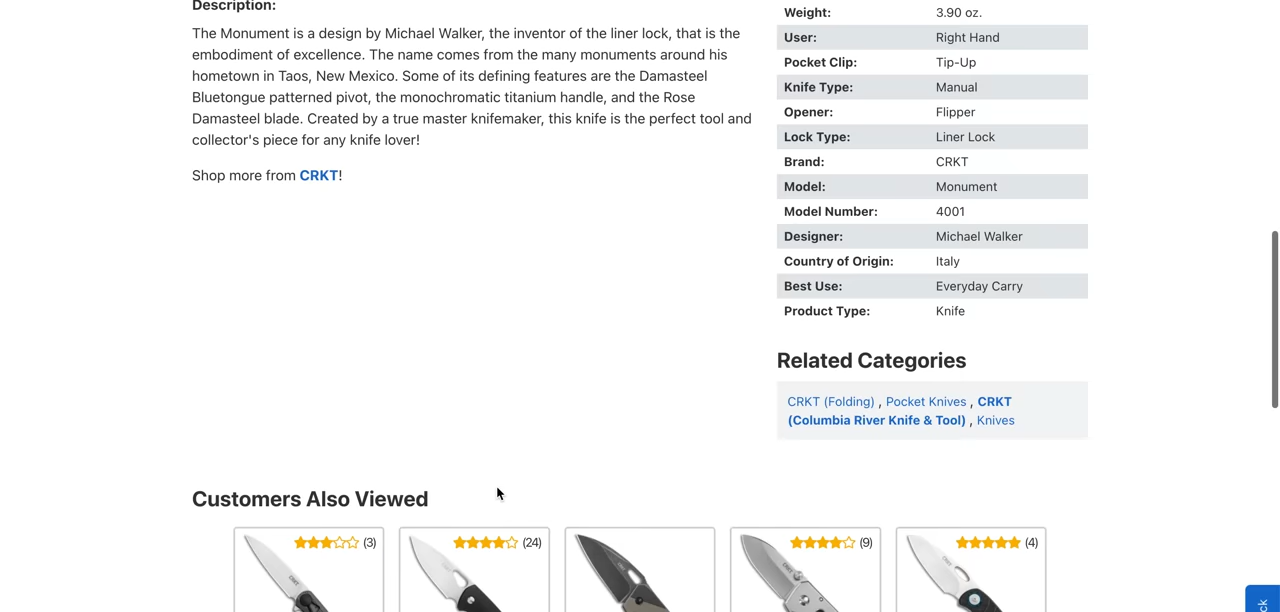 Description:
The Monument is a design by Michael Walker, the inventor of the liner lock, that is the
embodiment of excellence. The name comes from the many monuments around his
hometown in Taos, New Mexico. Some of its defining features are the Damasteel
Bluetongue patterned pivot, the monochromatic titanium handle, and the Rose
Damasteel blade. Created by a true master knifemaker, this knife is the perfect tool and
collector's piece for any knife lover!
Shop more from CRKT!
Weight: 3.90 oz.
User: Right Hand
Pocket Clip: Tip-Up
Knife Type: Manual
Opener: Flipper
Lock Type: Liner Lock
Brand: CRKT
Model: Monument
Model Number: 4001
Designer: Michael Walker
Country of Origin: Italy
Best Use: Everyday Carry
Product Type: Knife
Related Categories
CRKT (Folding) , Pocket Knives , CRKT
(Columbia River Knife & Tool) , Knives
Customers Also Viewed
(3) (24) (9) (4)